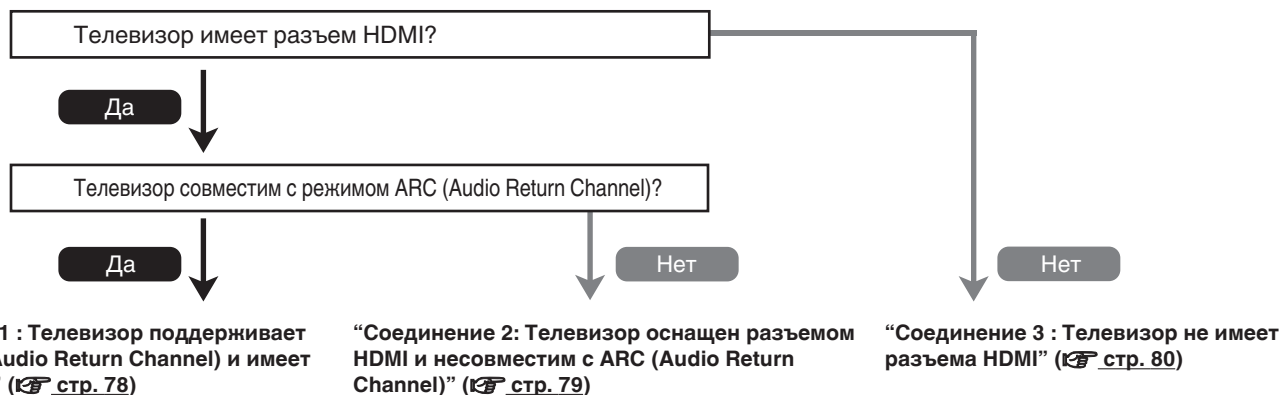 Телевизор имеет разъем HDMI?
Да
Телевизор совместим с режимом ARC (Audio Return Channel)?
Да
Нет
Нет
1 : Телевизор поддерживает
Audio Return Channel) и имеет
” (☞ стр. 78)
“Соединение 2: Телевизор оснащен разъемом
HDMI и несовместим с ARC (Audio Return
Channel)” (☞ стр. 79)
“Соединение 3 : Телевизор не имеет
разъема HDMI” (☞ стр. 80)